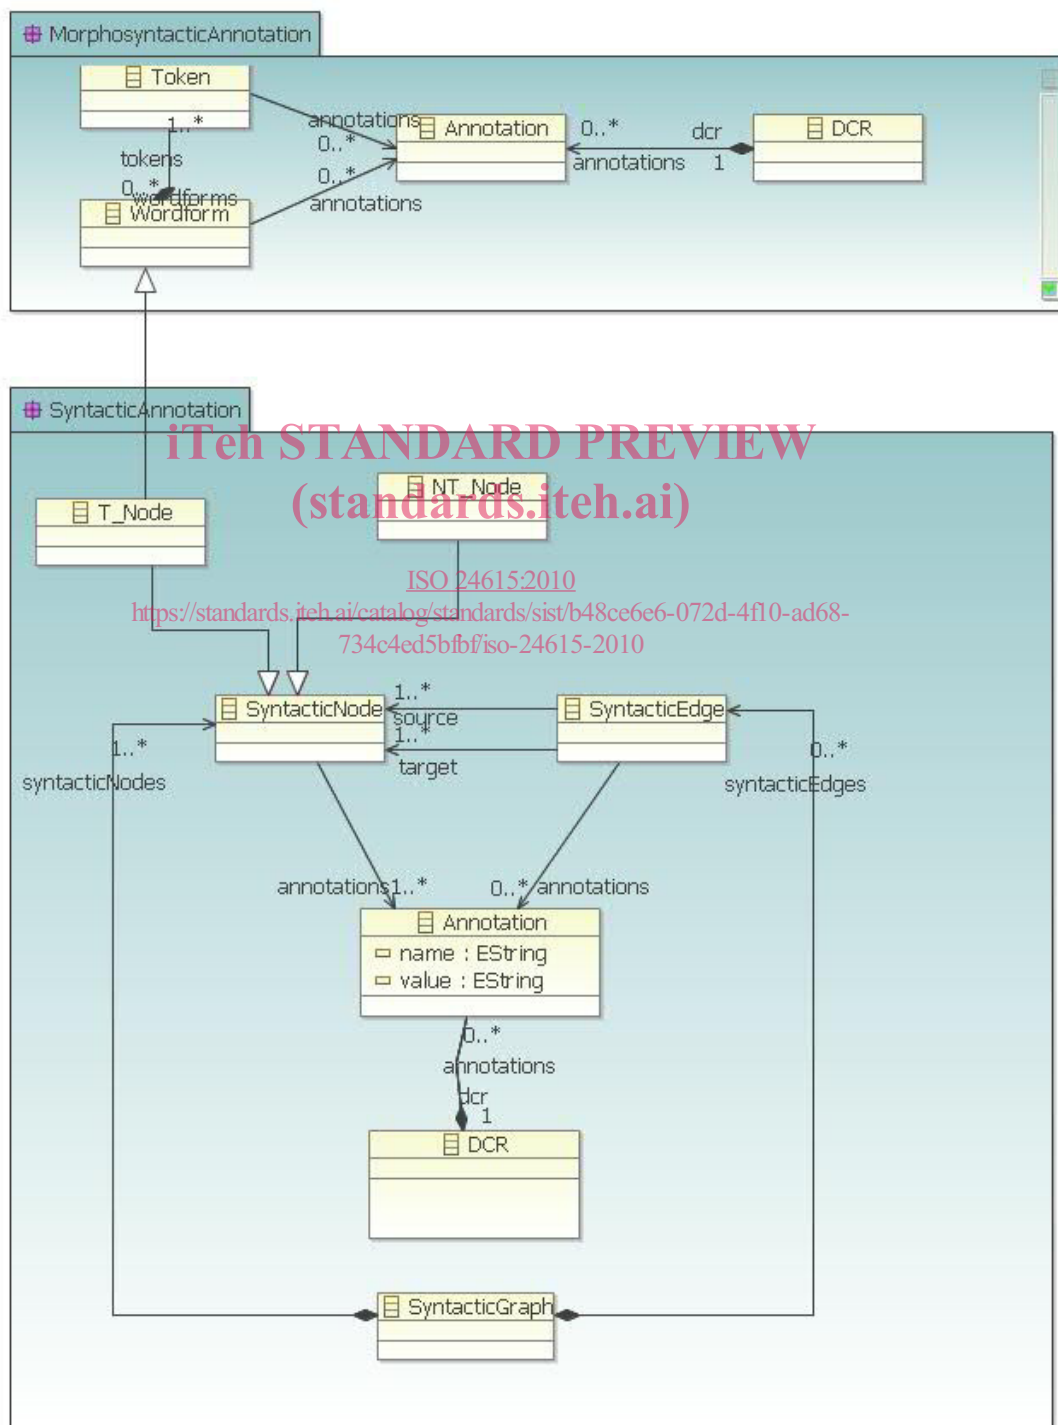 MorphosyntacticAnnotation
Token
1..*
annotations
0..*
Annotation
0..*
dcr
DCR
annotations
1
tokens
0..*
wordforms
0..*
annotations
Wordform
SyntacticAnnotation
iTeh STANDARD PREVIEW
(standards.iteh.ai)
NT_Node
T_Node
ISO 24615:2010
https://standards.iteh.ai/catalog/standards/sist/b48ce6e6-072d-4f10-ad68-
734c4ed5bfbf/iso-24615-2010
SyntacticNode
1..*
source
SyntacticEdge
1..*
target
1..*
syntacticNodes
0..*
syntacticEdges
annotations 1..*
0..* annotations
Annotation
name : EString
value : EString
0..*
annotations
dcr
1
DCR
SyntacticGraph